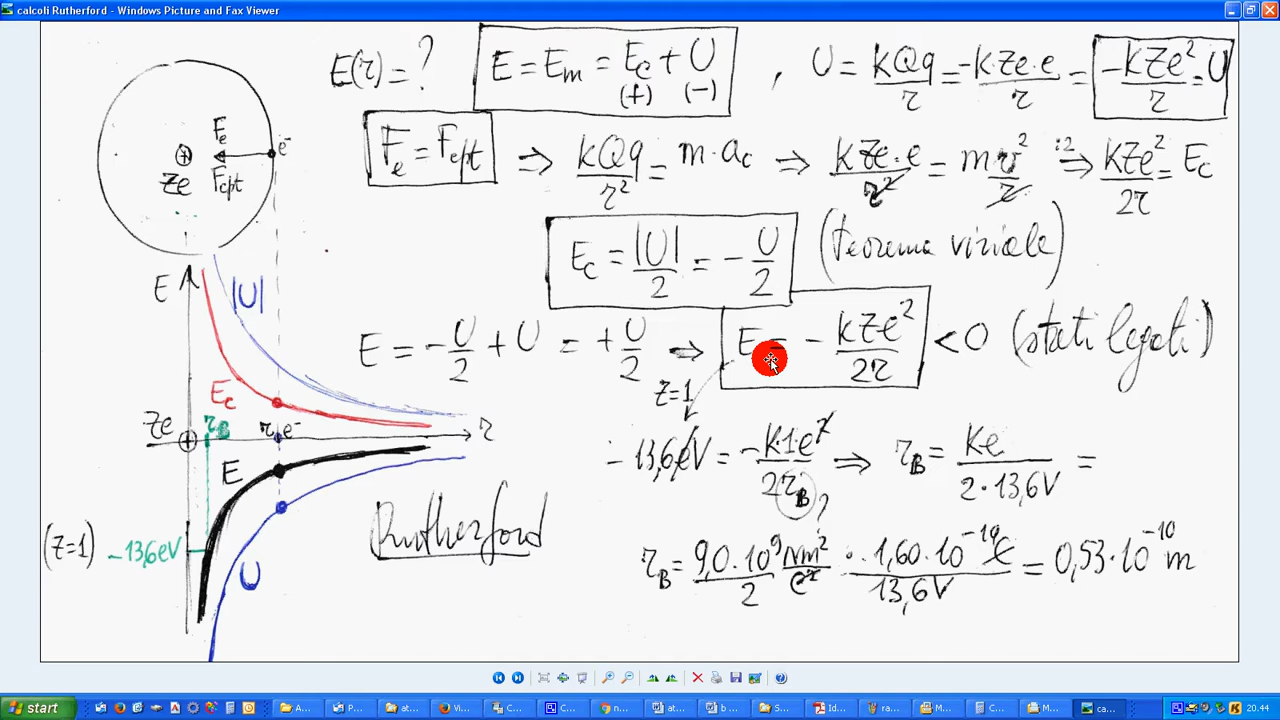 calcoli Rutherford - Windows Picture and Fax Viewer
E(r) = ? E = Em = Ec + U , U = kQq/r = -k·Ze·e/r = -kZe²/r = U
(+) (-)
Fe = Fcpt ⇒ kQq/r² = m·ac ⇒ kZe·e/r² = mv²/r :2 ⇒ kZe²/2r = Ec
Fe
e-
Fcpt
⊕
Ze
Ec = |U|/2 = -U/2 (teorema viriale)
E
|U|
E = -U/2 + U = +U/2 ⇒ E = - kZe²/2r < 0 (stati legati)
Z=1
Ec
Ze
⊕
rB
r
e-
r
-13,6eV = -k·1·e²/2rB ⇒ rB = Ke/2·13,6V =
?
E
Rutherford
(Z=1) -13,6eV
U
rB = 9,0·10⁹/2 Nm²/C² · 1,60·10⁻¹⁹C/13,6V = 0,53·10⁻¹⁰ m
start
20.44